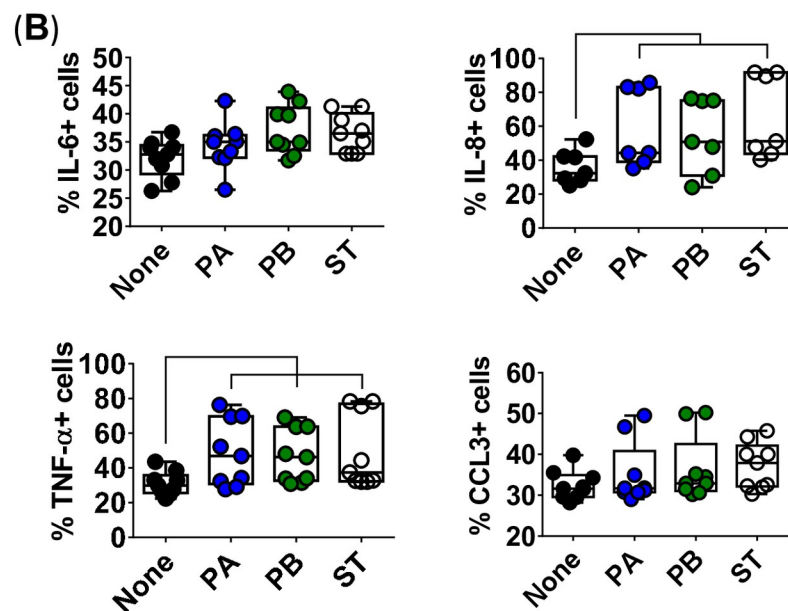 (B)
% IL-6+ cells
50
45
40
35
30
25
20
None PA PB ST
% IL-8+ cells
100
80
60
40
20
0
None PA PB ST
% TNF-α+ cells
100
80
60
40
20
0
None PA PB ST
% CCL3+ cells
60
50
40
30
20
None PA PB ST